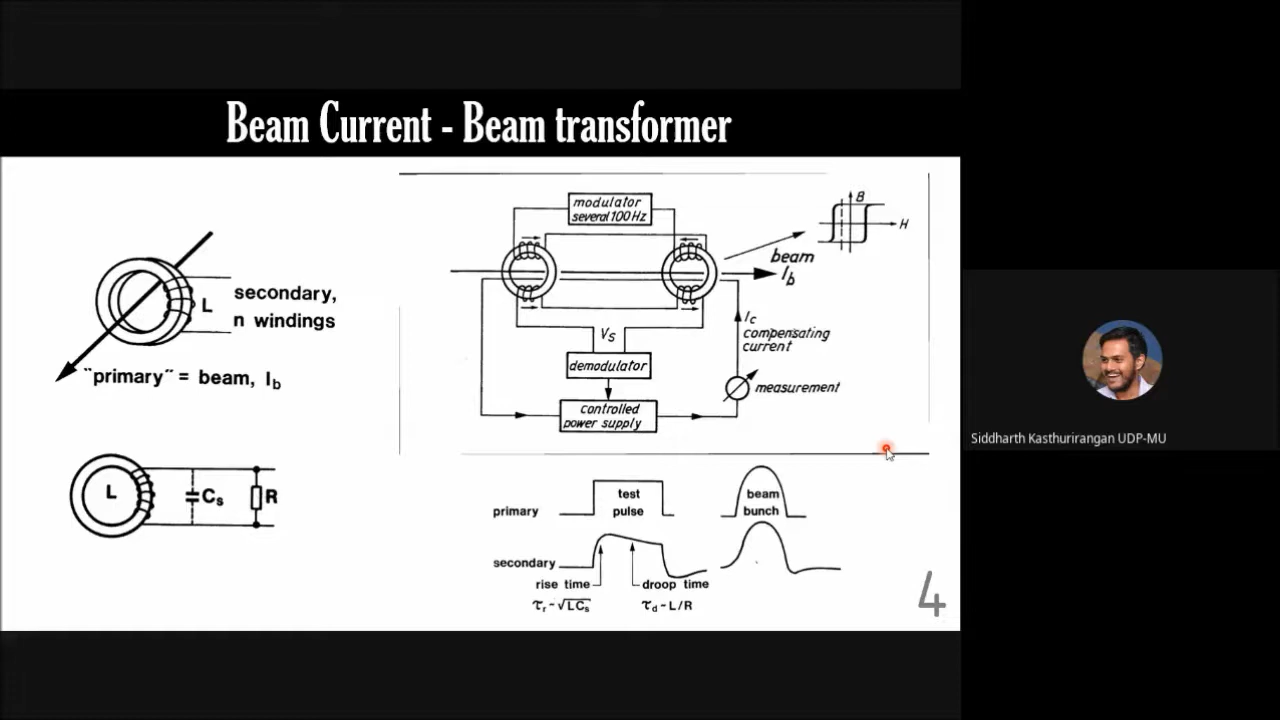 Beam Current - Beam transformer
L
secondary,
n windings
"primary" = beam, Ib
L
Cs
R
modulator
several 100 Hz
B
H
beam
Ib
Vs
Ic
compensating
current
demodulator
measurement
controlled
power supply
primary
test
pulse
beam
bunch
secondary
rise time
droop time
τr ~ √LCs
τd ~ L/R
4
Siddharth Kasthurirangan UDP-MU